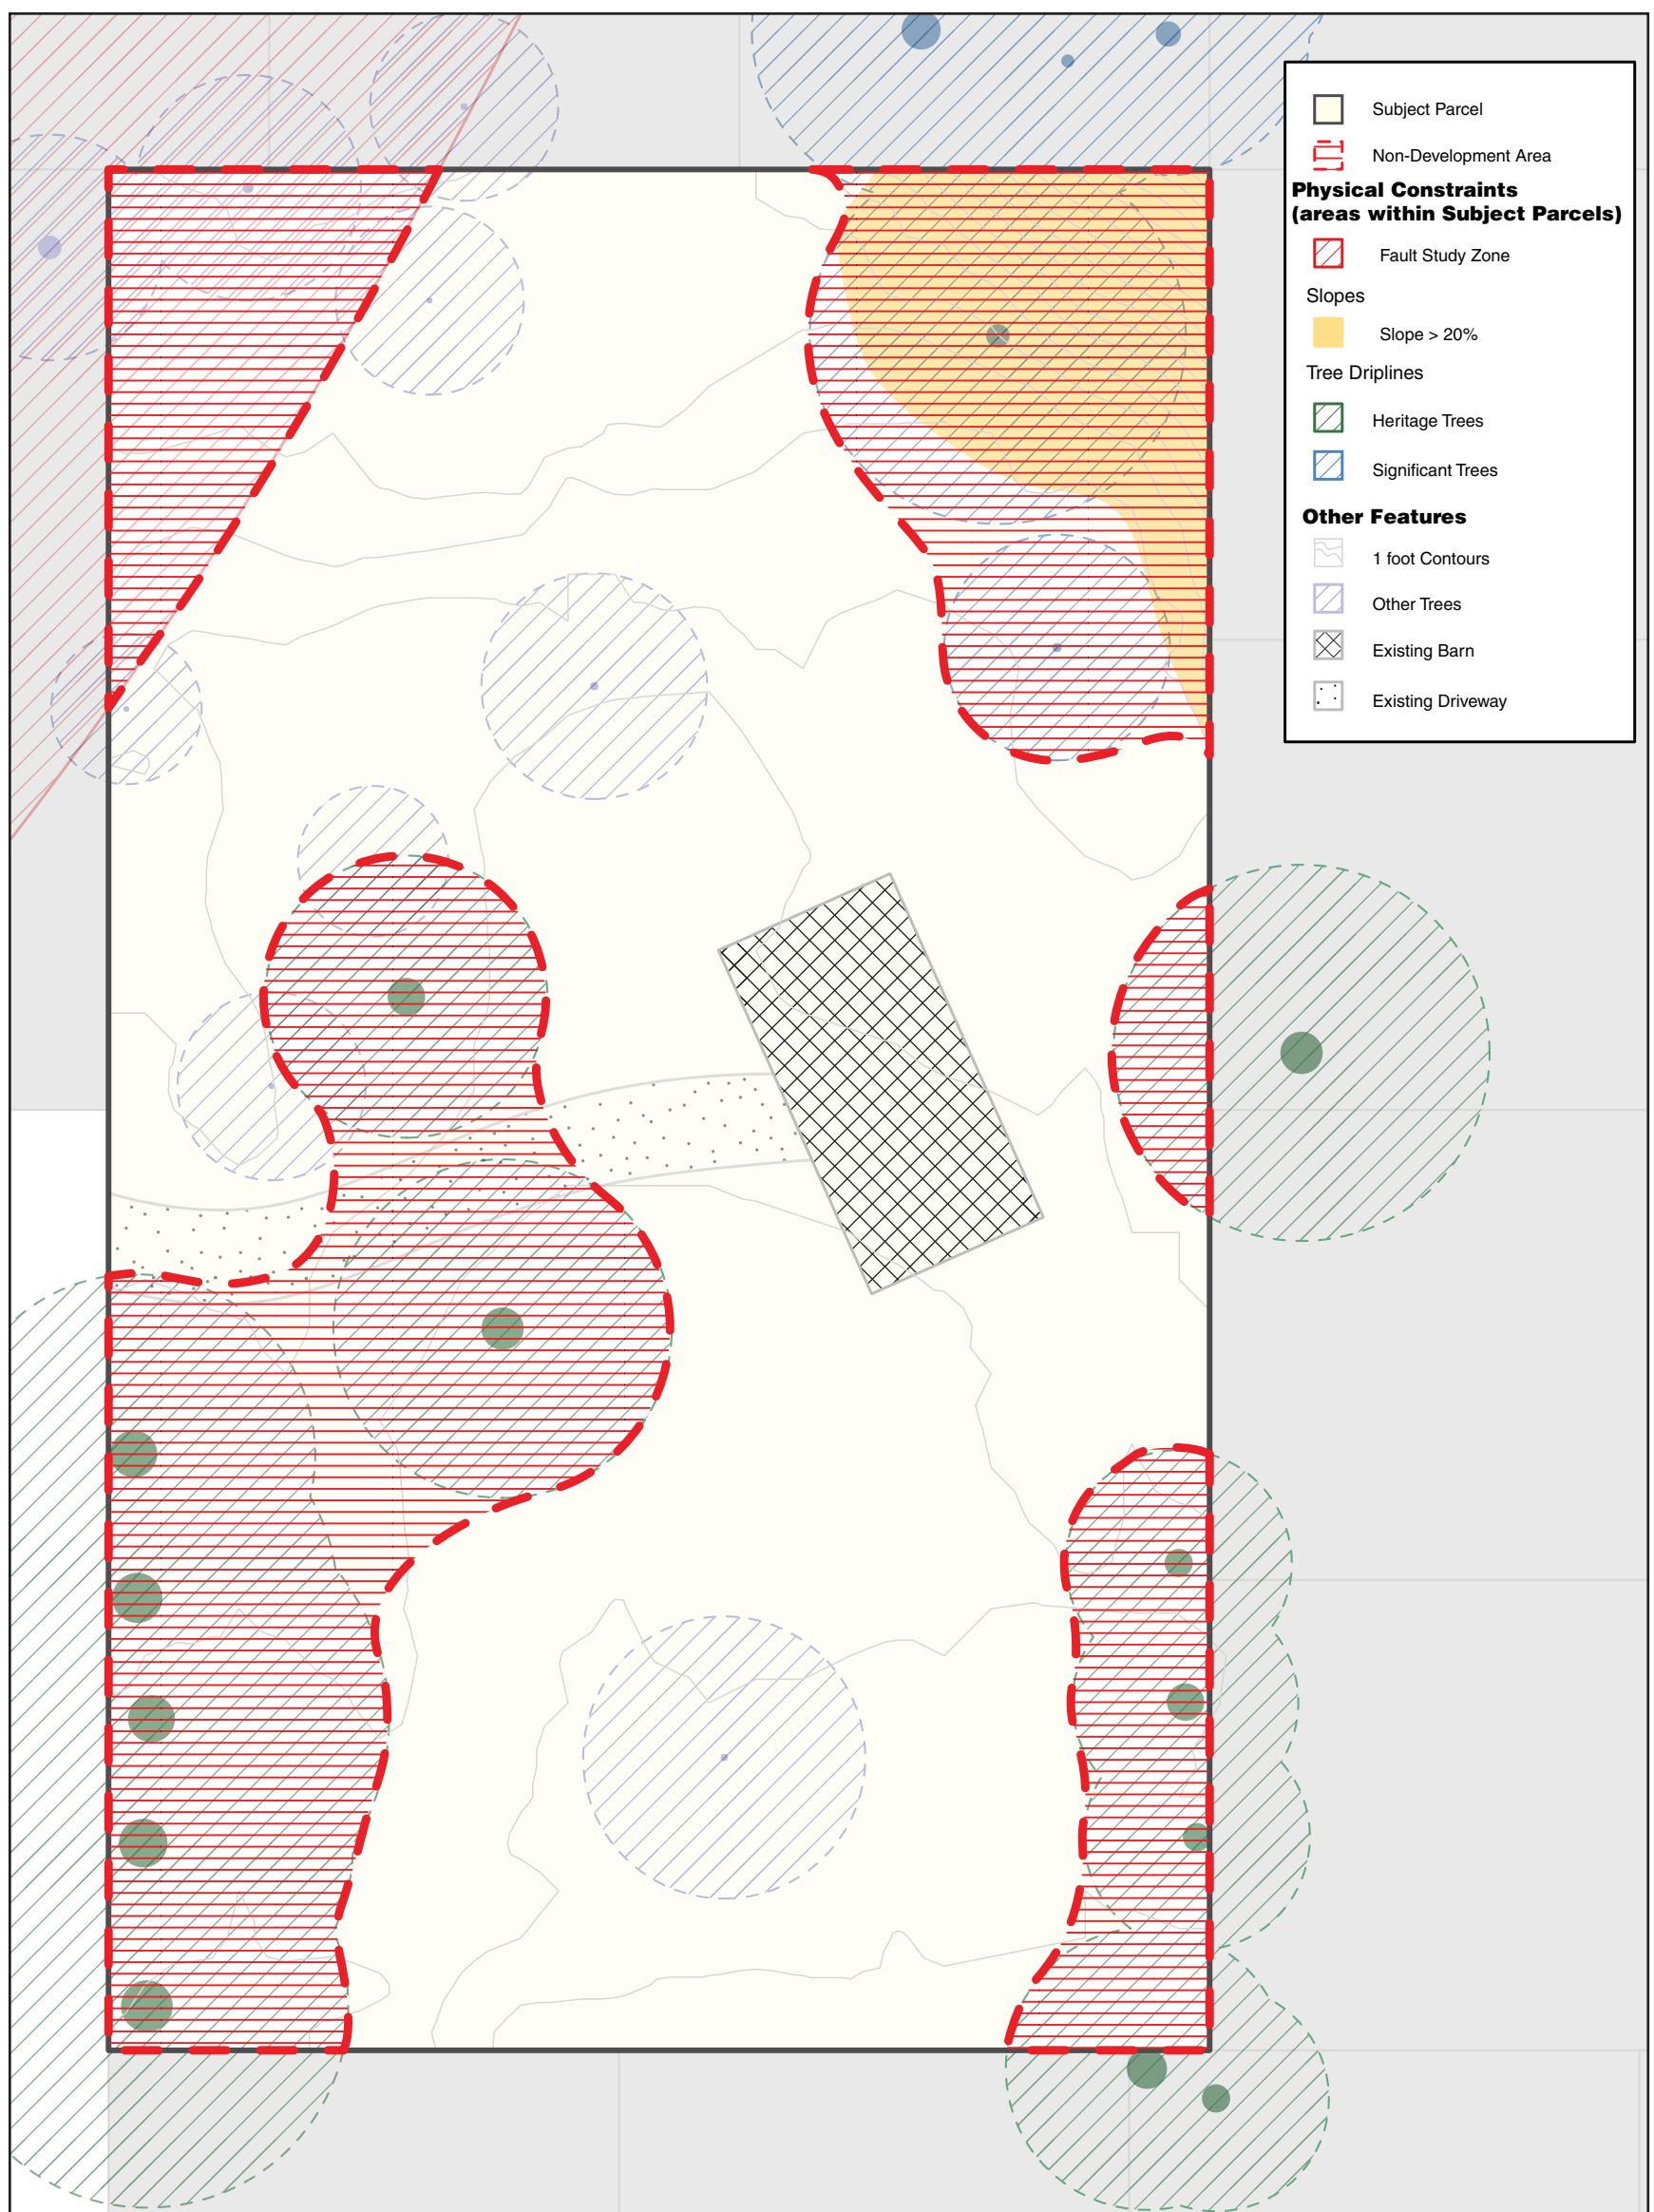 Subject Parcel
Non-Development Area
Physical Constraints
(areas within Subject Parcels)
Fault Study Zone
Slopes
Slope > 20%
Tree Driplines
Heritage Trees
Significant Trees
Other Features
1 foot Contours
Other Trees
Existing Barn
Existing Driveway